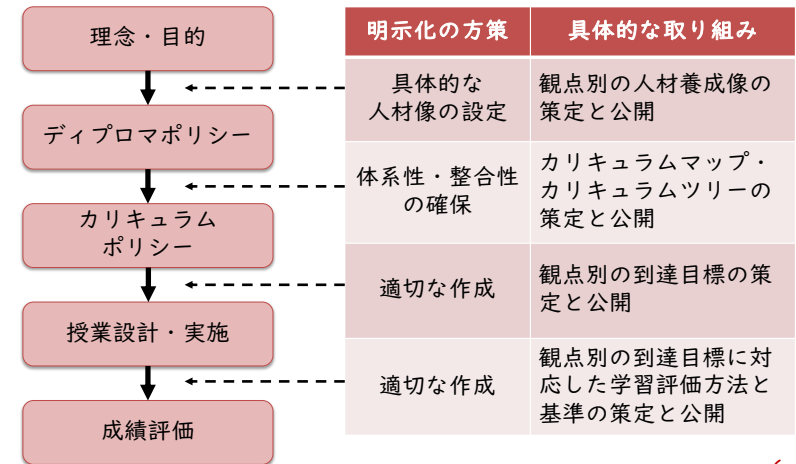 理念・目的
ディプロマポリシー
カリキュラム
ポリシー
授業設計・実施
成績評価
明示化の方策
具体的な取り組み
具体的な
人材像の設定
観点別の人材養成像の
策定と公開
体系性・整合性
の確保
カリキュラムマップ・
カリキュラムツリーの
策定と公開
適切な作成
観点別の到達目標の策
定と公開
適切な作成
観点別の到達目標に対
応した学習評価方法と
基準の策定と公開